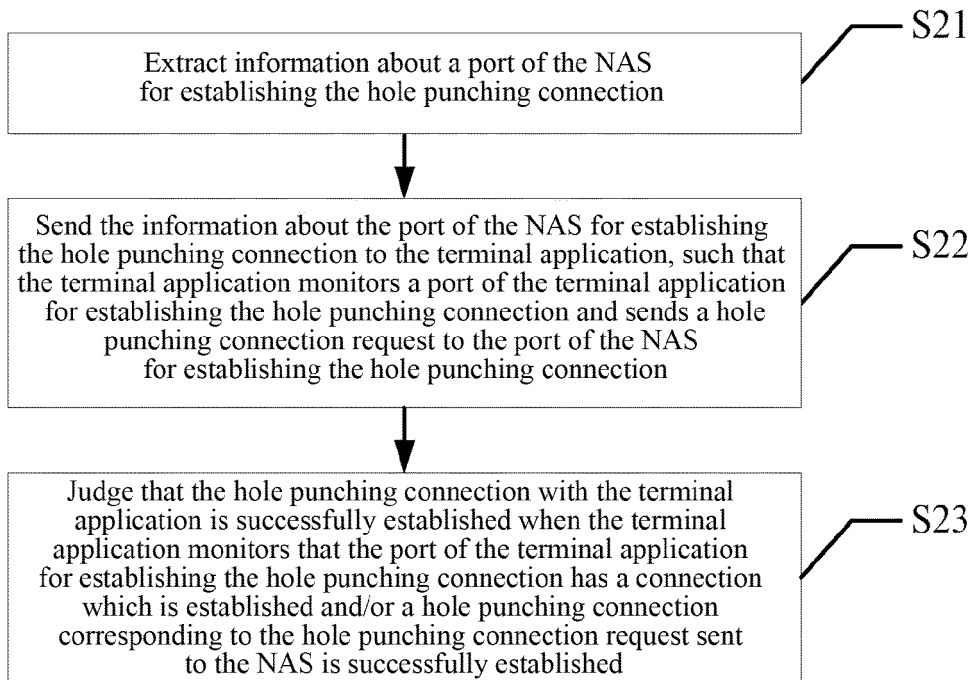 S21
Extract information about a port of the NAS
for establishing the hole punching connection
S22
Send the information about the port of the NAS for establishing
the hole punching connection to the terminal application, such that
the terminal application monitors a port of the terminal application
for establishing the hole punching connection and sends a hole
punching connection request to the port of the NAS
for establishing the hole punching connection
S23
Judge that the hole punching connection with the terminal
application is successfully established when the terminal
application monitors that the port of the terminal application
for establishing the hole punching connection has a connection
which is established and/or a hole punching connection
corresponding to the hole punching connection request sent
to the NAS is successfully established